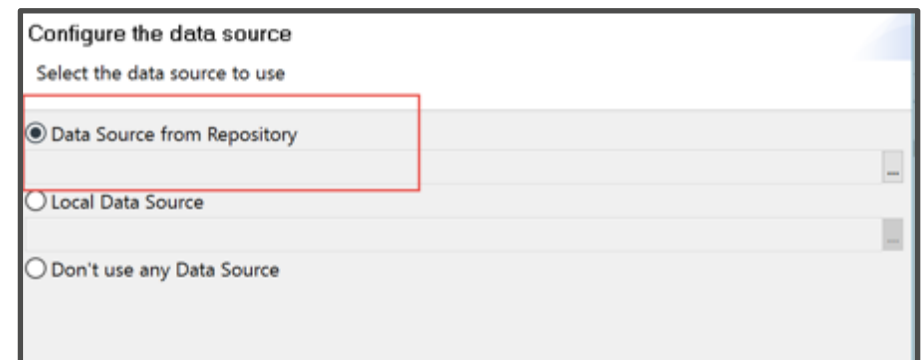 Configure the data source
Select the data source to use
Data Source from Repository
...
Local Data Source
...
Don't use any Data Source